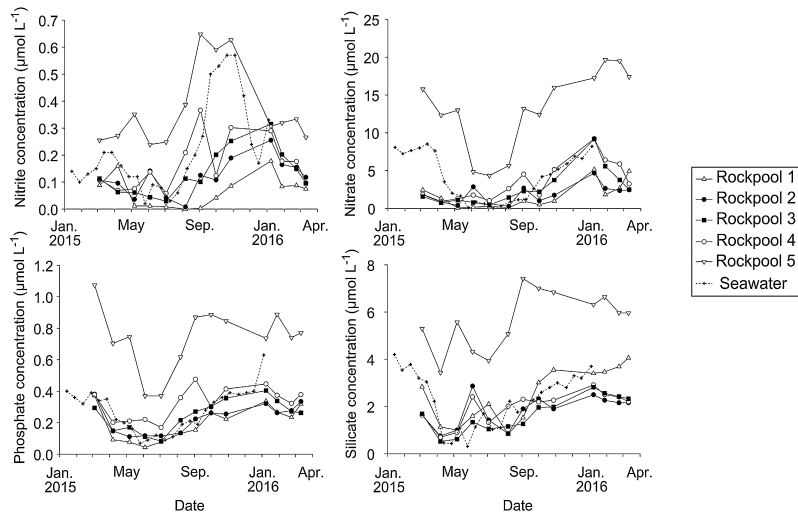 Nitrite concentration (µmol L⁻¹)
0.7
0.6
0.5
0.4
0.3
0.2
0.1
0.0
Jan.
2015
May
Sep.
Jan.
2016
Apr.
Nitrate concentration (µmol L⁻¹)
25
20
15
10
5
0
Jan.
2015
May
Sep.
Jan.
2016
Apr.
Phosphate concentration (µmol L⁻¹)
1.2
1.0
0.8
0.6
0.4
0.2
0.0
Jan.
2015
May
Sep.
Jan.
2016
Apr.
Date
Silicate concentration (µmol L⁻¹)
8
6
4
2
0
Jan.
2015
May
Sep.
Jan.
2016
Apr.
Date
Rockpool 1
Rockpool 2
Rockpool 3
Rockpool 4
Rockpool 5
Seawater